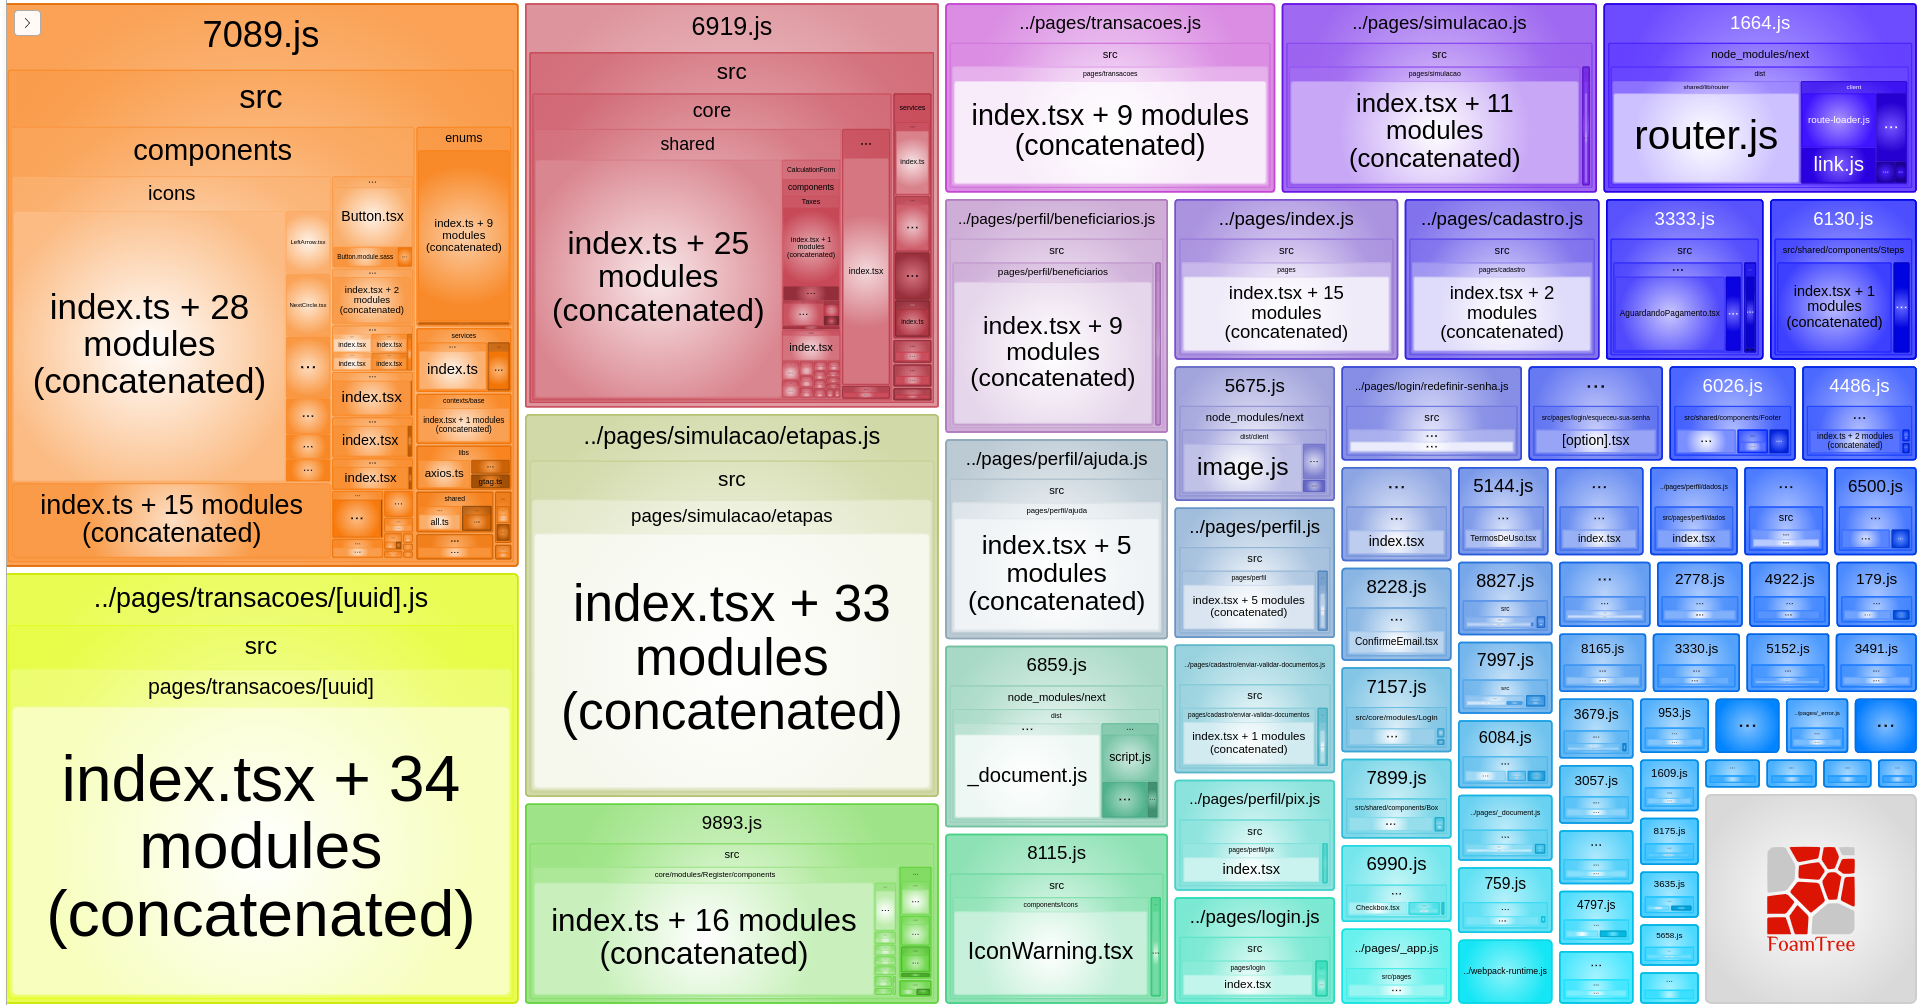 7089.js
src
components
icons
index.ts + 28
modules
(concatenated)
LeftArrow.tsx
NextCircle.tsx
...
...
...
...
index.ts + 15 modules
(concatenated)
...
Button.tsx
Button.module.sass
...
...
index.tsx + 2
modules
(concatenated)
...
index.tsx
index.tsx
index.tsx
index.tsx
...
index.tsx
...
index.tsx
...
index.tsx
...
...
enums
index.ts + 9
modules
(concatenated)
services
...
index.ts
...
contexts/base
index.tsx + 1 modules
(concatenated)
libs
axios.ts
...
gtag.ts
shared
...
all.ts
...
../pages/transacoes/[uuid].js
src
pages/transacoes/[uuid]
index.tsx + 34
modules
(concatenated)
6919.js
src
core
shared
index.ts + 25
modules
(concatenated)
CalculationForm
components
Taxes
index.tsx + 1
modules
(concatenated)
...
...
index.tsx
...
index.tsx
services
...
index.ts
...
...
...
index.ts
../pages/simulacao/etapas.js
src
pages/simulacao/etapas
index.tsx + 33
modules
(concatenated)
9893.js
src
core/modules/Register/components
index.ts + 16 modules
(concatenated)
...
...
...
...
...
../pages/transacoes.js
src
pages/transacoes
index.tsx + 9 modules
(concatenated)
../pages/simulacao.js
src
pages/simulacao
index.tsx + 11
modules
(concatenated)
1664.js
node_modules/next
dist
shared/lib/router
router.js
client
route-loader.js
link.js
...
../pages/perfil/beneficiarios.js
src
pages/perfil/beneficiarios
index.tsx + 9
modules
(concatenated)
../pages/index.js
src
pages
index.tsx + 15
modules
(concatenated)
../pages/cadastro.js
src
pages/cadastro
index.tsx + 2
modules
(concatenated)
3333.js
src
...
AguardandoPagamento.tsx
...
...
6130.js
src/shared/components/Steps
index.tsx + 1
modules
(concatenated)
...
../pages/perfil/ajuda.js
src
pages/perfil/ajuda
index.tsx + 5
modules
(concatenated)
6859.js
node_modules/next
dist
...
_document.js
...
script.js
...
8115.js
src
components/icons
IconWarning.tsx
...
5675.js
node_modules/next
dist/client
image.js
...
../pages/perfil.js
src
pages/perfil
index.tsx + 5 modules
(concatenated)
../pages/cadastro/enviar-validar-documentos.js
src
pages/cadastro/enviar-validar-documentos
index.tsx + 1 modules
(concatenated)
../pages/perfil/pix.js
src
pages/perfil/pix
index.tsx
../pages/login.js
src
pages/login
index.tsx
../pages/login/redefinir-senha.js
src
...
...
...
src/pages/login/esqueceu-sua-senha
[option].tsx
6026.js
src/shared/components/Footer
...
...
...
4486.js
...
index.tsx + 2 modules
(concatenated)
...
...
index.tsx
5144.js
...
TermosDeUso.tsx
...
...
index.tsx
../pages/perfil/dados.js
src/pages/perfil/dados
index.tsx
...
src
...
6500.js
...
...
8228.js
...
ConfirmeEmail.tsx
8827.js
src
...
...
...
2778.js
...
...
4922.js
...
...
179.js
...
...
7997.js
src
...
8165.js
...
...
3330.js
...
...
5152.js
...
...
3491.js
...
...
7157.js
src/core/modules/Login
...
6084.js
...
...
3679.js
...
...
953.js
...
...
...
../pages/_error.js
...
...
7899.js
src/shared/components/Box
...
../pages/_document.js
...
...
3057.js
...
...
1609.js
...
...
...
...
...
...
6990.js
...
Checkbox.tsx
759.js
...
...
...
...
8175.js
...
...
4797.js
...
3635.js
...
5658.js
...
../pages/_app.js
src/pages
...
../webpack-runtime.js
...
...
...
...
FoamTree